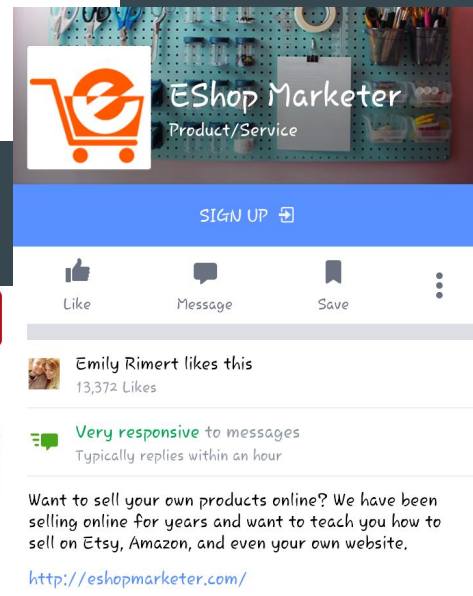 EShop Marketer
Product/Service
SIGN UP
Like
Message
Save
Emily Rimert likes this
13,372 Likes
Very responsive to messages
Typically replies within an hour
Want to sell your own products online? We have been
selling online for years and want to teach you how to
sell on Etsy, Amazon, and even your own website.
http://eshopmarketer.com/